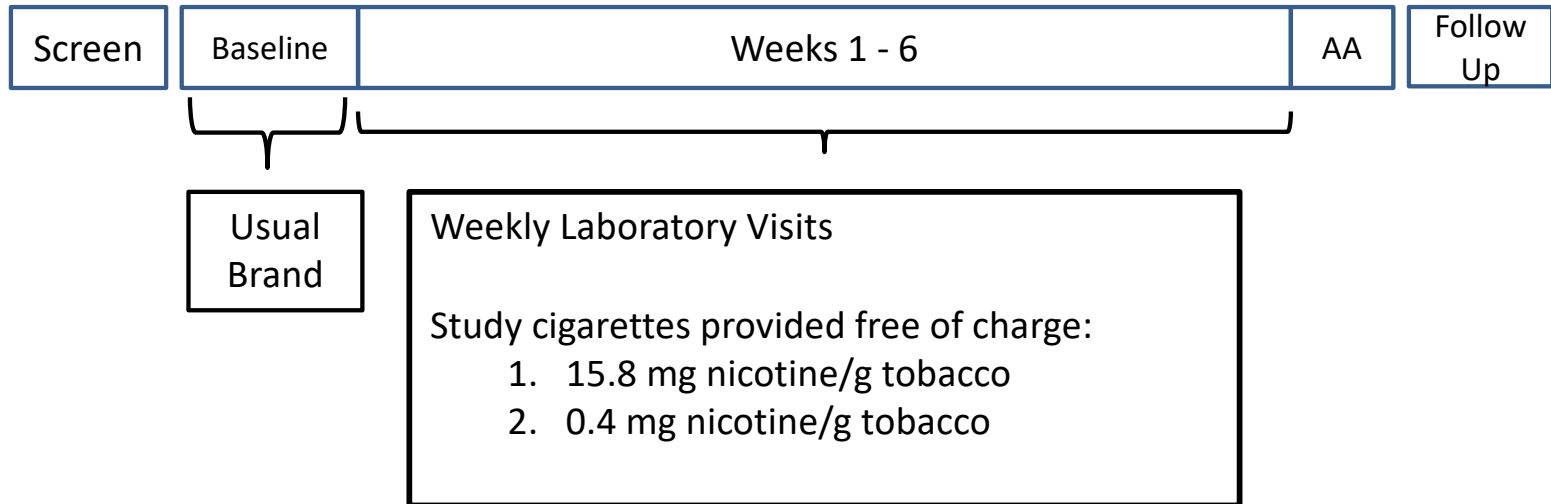 Screen
Baseline
Weeks 1 - 6
AA
Follow
Up
Usual
Brand
Weekly Laboratory Visits
Study cigarettes provided free of charge:
1. 15.8 mg nicotine/g tobacco
2. 0.4 mg nicotine/g tobacco